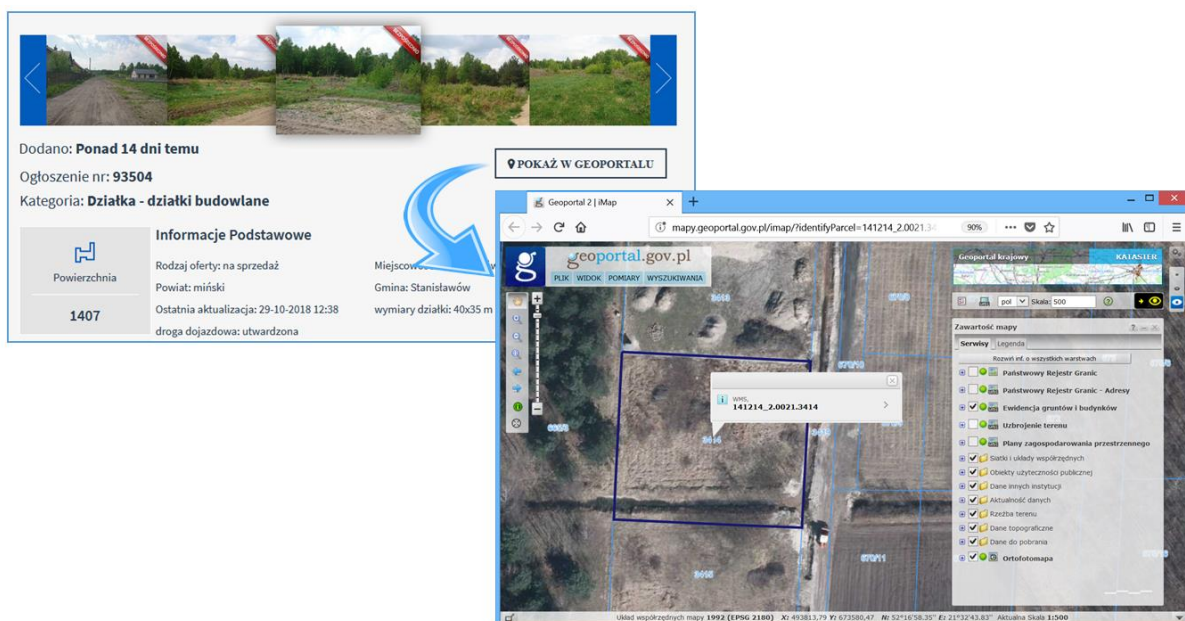 BEZPOŚREDNIO
Dodano: Ponad 14 dni temu
Ogłoszenie nr: 93504
Kategoria: Działka - działki budowlane
POKAŻ W GEOPORTALU
Informacje Podstawowe
Powierzchnia
1407
Rodzaj oferty: na sprzedaż
Powiat: miński
Ostatnia aktualizacja: 29-10-2018 12:38
droga dojazdowa: utwardzona
Gmina: Stanisławów
wymiary działki: 40x35 m
Geoportal 2 | iMap
mapy.geoportal.gov.pl/imap/?identifyParcel=141214_2.0021.34
90%
geoportal.gov.pl
PLIK WIDOK POMIARY WYSZUKIWANIA
Geoportal krajowy
KATASTER
pol Skala: 500
Zawartość mapy
Serwisy Legenda
Rozwiń inf. o wszystkich warstwach
Państwowy Rejestr Granic
Państwowy Rejestr Granic - Adresy
Ewidencja gruntów i budynków
Uzbrojenie terenu
Plany zagospodarowania przestrzennego
Siatki i układy współrzędnych
Obiekty użyteczności publicznej
Dane innych instytucji
Aktualność danych
Rzeźba terenu
Dane topograficzne
Dane do pobrania
Ortofotomapa
3413
670/10
WMS,
141214_2.0021.3414
3414
670/11
3415
Układ współrzędnych mapy 1992 (EPSG 2180) X: 493813,79 Y: 673580,47 N: 52°16'58.35" E: 21°32'43.83" Aktualna Skala 1:500